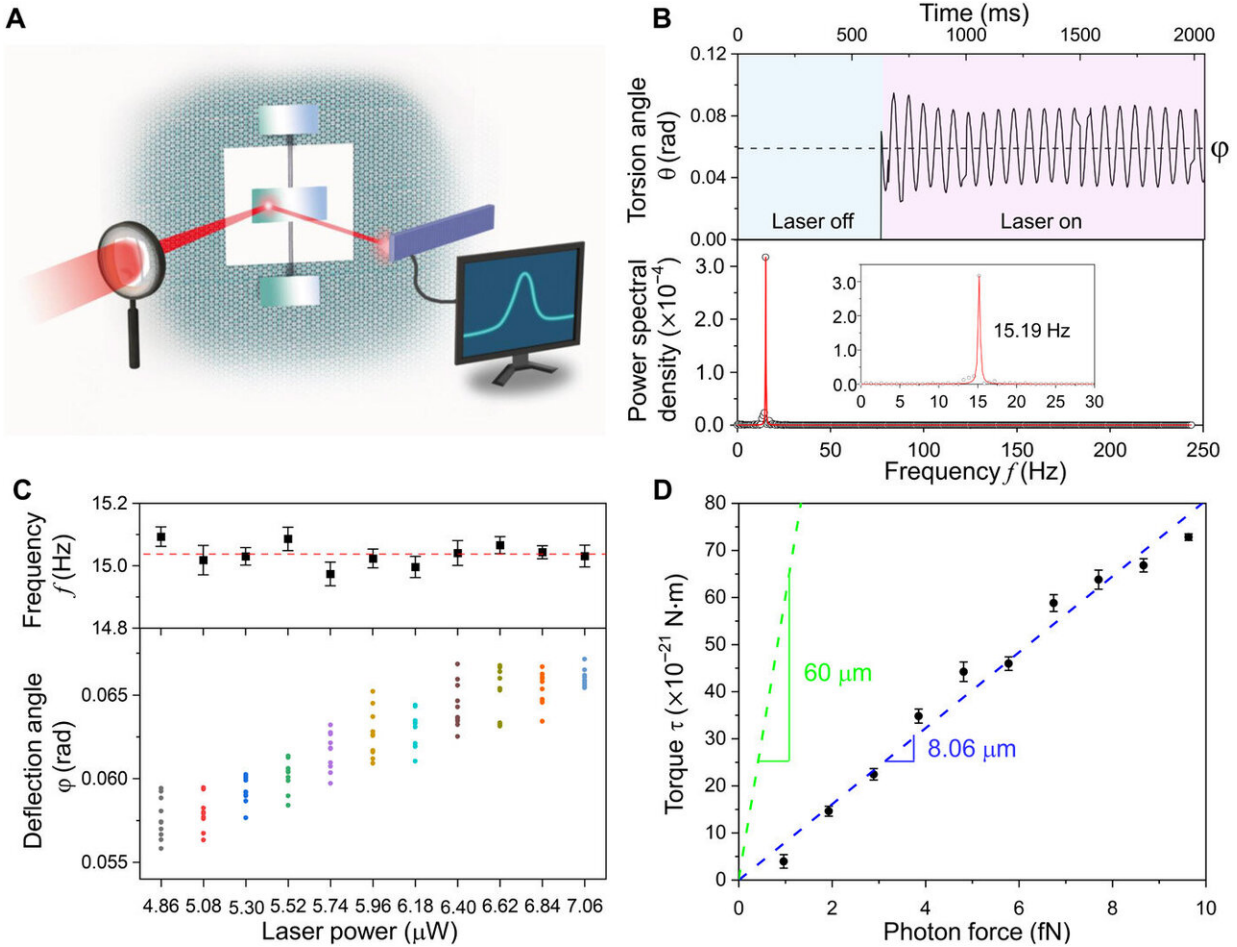 A
B
Time (ms)
0 500 1000 1500 2000
0.12
0.08
0.04
0.00
Torsion angle
θ (rad)
φ
Laser off
Laser on
3.0
2.0
1.0
0.0
Power spectral
density (×10⁻⁴)
3.0
2.0
1.0
0.0
15.19 Hz
0 5 10 15 20 25 30
0 50 100 150 200 250
Frequency f (Hz)
C
15.2
15.0
14.8
Frequency
f (Hz)
0.065
0.060
0.055
Deflection angle
φ (rad)
4.86 5.08 5.30 5.52 5.74 5.96 6.18 6.40 6.62 6.84 7.06
Laser power (μW)
D
80
70
60
50
40
30
20
10
0
Torque τ (×10⁻²¹ N·m)
60 μm
8.06 μm
0 2 4 6 8 10
Photon force (fN)